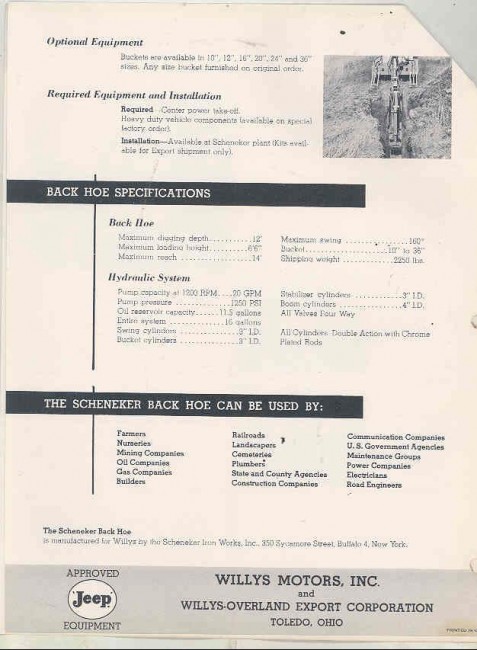 Optional Equipment
Buckets are available in 10", 12", 16", 20", 24" and 36"
sizes. Any size bucket furnished on original order.
Required Equipment and Installation
Required—Center power take-off.
Heavy duty vehicle components (available on special
factory order).
Installation—Available at Scheneker plant (Kits avail-
able for Export shipment only).
BACK HOE SPECIFICATIONS
Back Hoe
Maximum digging depth...........12'
Maximum loading height..........6'6"
Maximum reach..................14'
Maximum swing................160°
Bucket....................10" to 36"
Shipping weight.............2250 lbs.
Hydraulic System
Pump capacity at 1200 RPM....20 GPM
Pump pressure..............1250 PSI
Oil reservoir capacity......11.5 gallons
Entire system..............16 gallons
Swing cylinders.............3" I.D.
Bucket cylinders.............3" I.D.
Stabilizer cylinders.............3" I.D.
Boom cylinders.................4" I.D.
All Valves Four Way
All Cylinders Double Action with Chrome
Plated Rods
THE SCHENEKER BACK HOE CAN BE USED BY:
Farmers
Nurseries
Mining Companies
Oil Companies
Gas Companies
Builders
Railroads
Landscapers
Cemeteries
Plumbers
State and County Agencies
Construction Companies
Communication Companies
U. S. Government Agencies
Maintenance Groups
Power Companies
Electricians
Road Engineers
The Scheneker Back Hoe
is manufactured for Willys by the Scheneker Iron Works, Inc., 350 Sycamore Street, Buffalo 4, New York.
APPROVED
"Jeep"
EQUIPMENT
WILLYS MOTORS, INC.
and
WILLYS-OVERLAND EXPORT CORPORATION
TOLEDO, OHIO
PRINTED IN